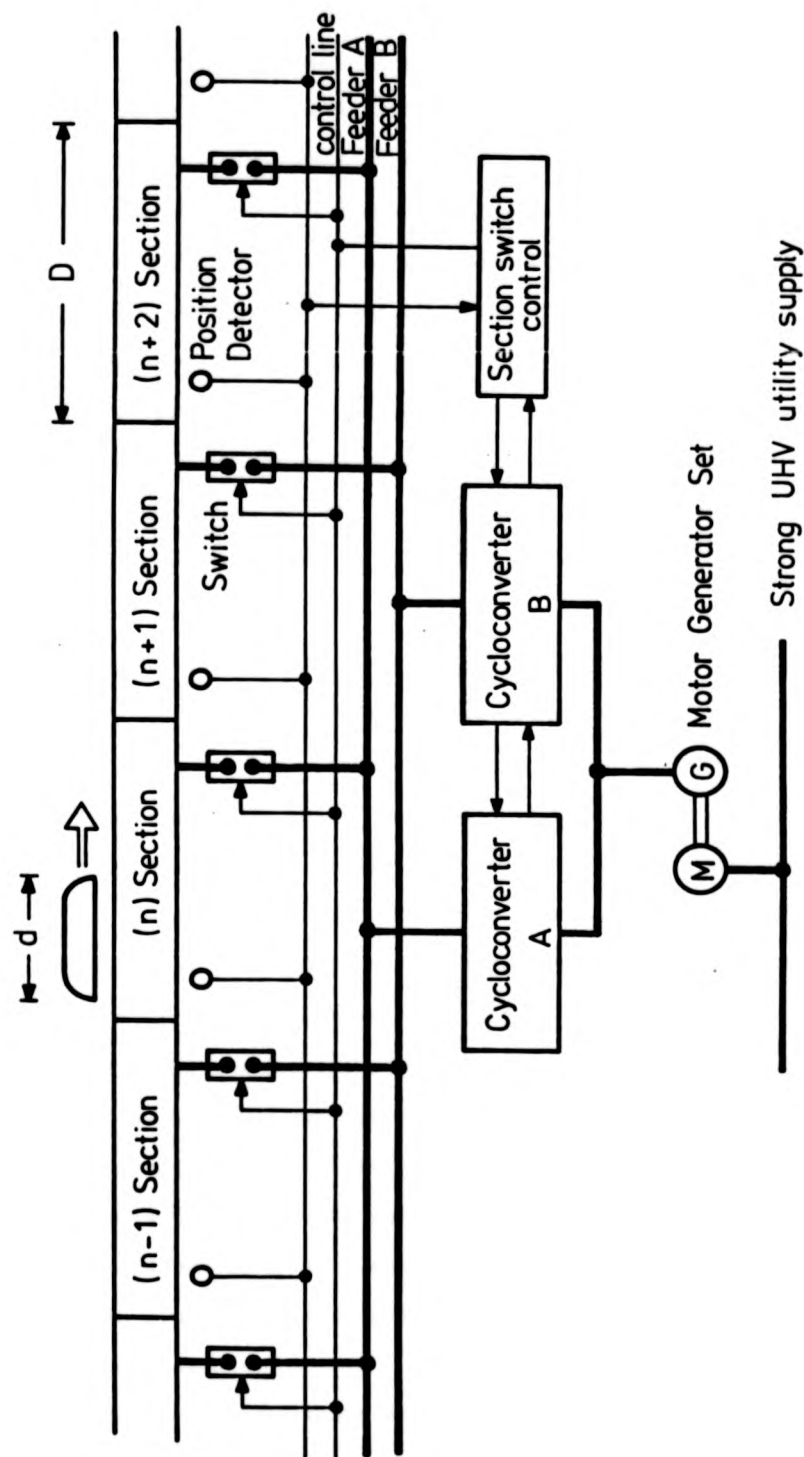 d
D
(n-1) Section
(n) Section
(n+1) Section
(n+2) Section
Switch
Position
Detector
control line
Feeder A
Feeder B
Cycloconverter
A
Cycloconverter
B
Section switch
control
M
G
Motor Generator Set
Strong UHV utility supply